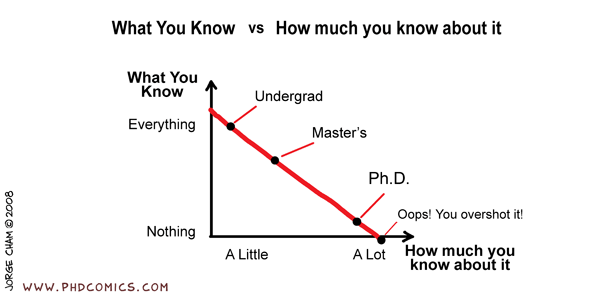 What You Know vs How much you know about it
What You
Know
Undergrad
Everything
Master's
Ph.D.
Oops! You overshot it!
Nothing
A Little
A Lot
How much you
know about it
JORGE CHAM © 2008
WWW.PHDCOMICS.COM